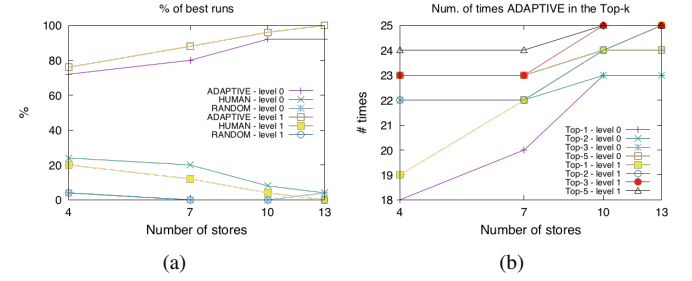 % of best runs
100
80
60
40
20
0
%
4 7 10 13
Number of stores
ADAPTIVE - level 0
HUMAN - level 0
RANDOM - level 0
ADAPTIVE - level 1
HUMAN - level 1
RANDOM - level 1
(a)
Num. of times ADAPTIVE in the Top-k
25
24
23
22
21
20
19
18
# times
4 7 10 13
Number of stores
Top-1 - level 0
Top-2 - level 0
Top-3 - level 0
Top-5 - level 0
Top-1 - level 1
Top-2 - level 1
Top-3 - level 1
Top-5 - level 1
(b)